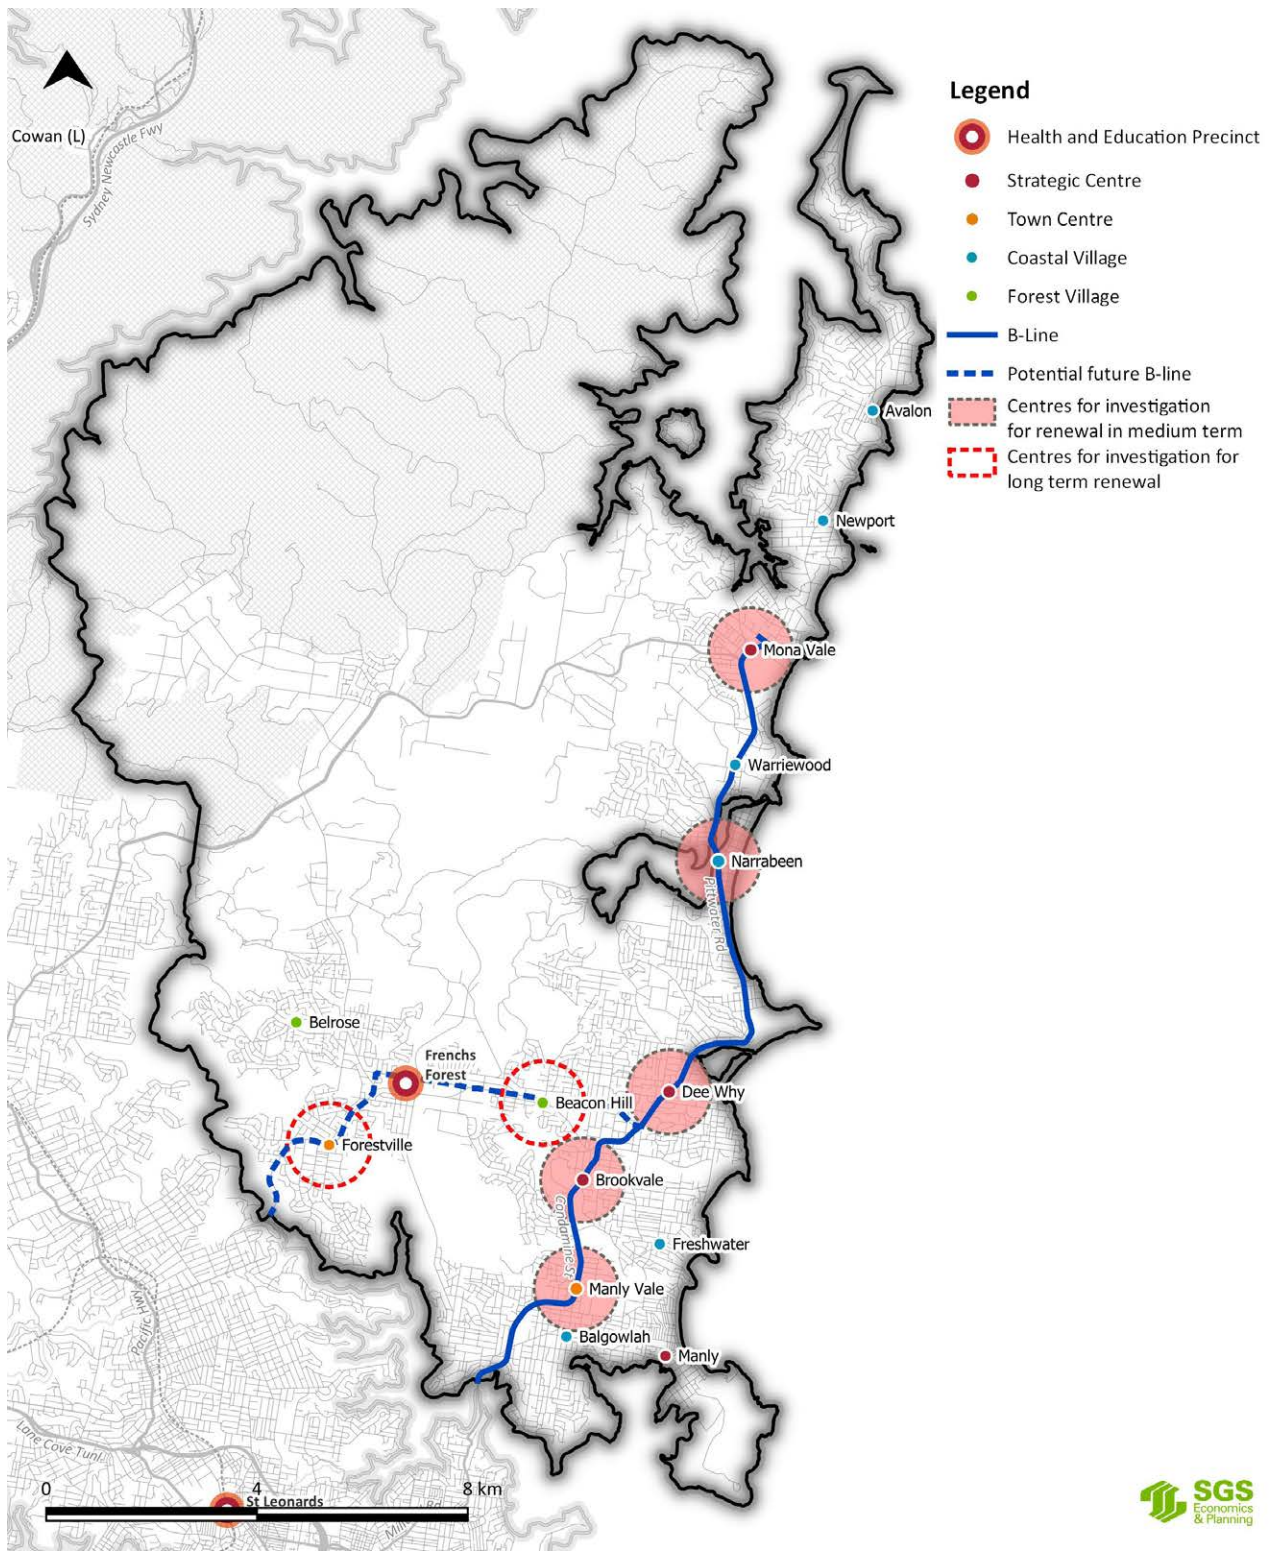 Legend
Health and Education Precinct
Strategic Centre
Town Centre
Coastal Village
Forest Village
B-Line
Potential future B-line
Centres for investigation
for renewal in medium term
Centres for investigation for
long term renewal
Cowan (L)
Sydney Newcastle Fwy
Avalon
Newport
Mona Vale
Warriewood
Narrabeen
Pittwater Rd
Belrose
Frenchs
Forest
Beacon Hill
Dee Why
Forestville
Brookvale
Condamine St
Freshwater
Manly Vale
Balgowlah
Manly
Pacific Hwy
Lane Cove Tunl
0 4 8 km
St Leonards
SGS
Economics
& Planning